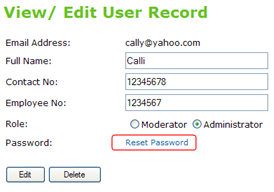 View/ Edit User Record
Email Address: cally@yahoo.com
Full Name: Calli
Contact No: 12345678
Employee No: 1234567
Role: Moderator Administrator
Password: Reset Password
Edit Delete